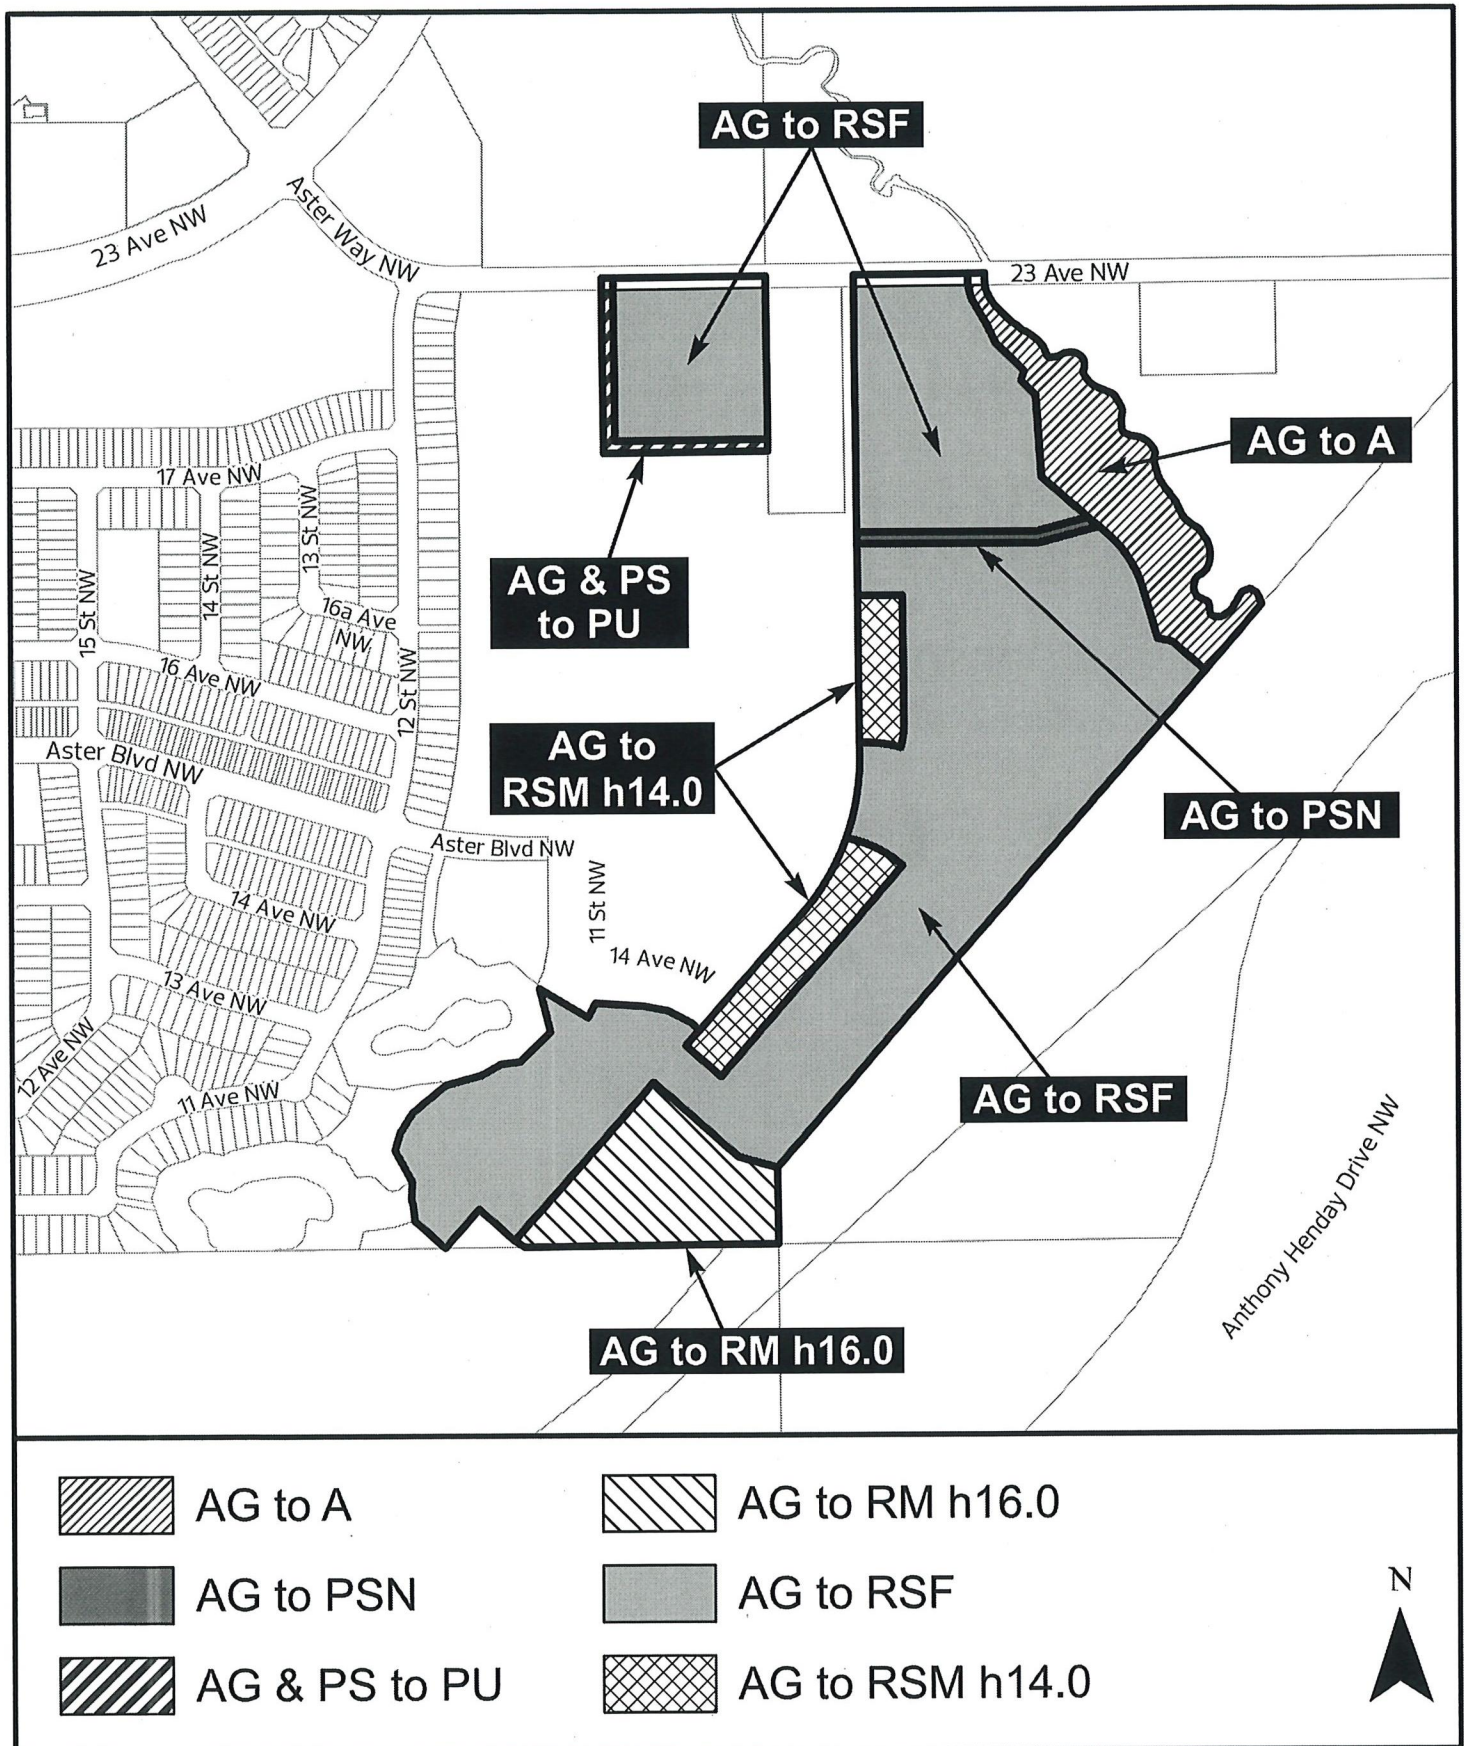 AG to RSF
23 Ave NW
Aster Way NW
23 Ave NW
AG to A
17 Ave NW
13 St NW
14 St NW
15 St NW
AG & PS
to PU
16a Ave
NW
16 Ave NW
12 St NW
AG to
RSM h14.0
Aster Blvd NW
AG to PSN
Aster Blvd NW
11 St NW
14 Ave NW
14 Ave NW
13 Ave NW
12 Ave NW
11 Ave NW
AG to RSF
Anthony Henday Drive NW
AG to RM h16.0
AG to A
AG to RM h16.0
AG to PSN
AG to RSF
N
AG & PS to PU
AG to RSM h14.0